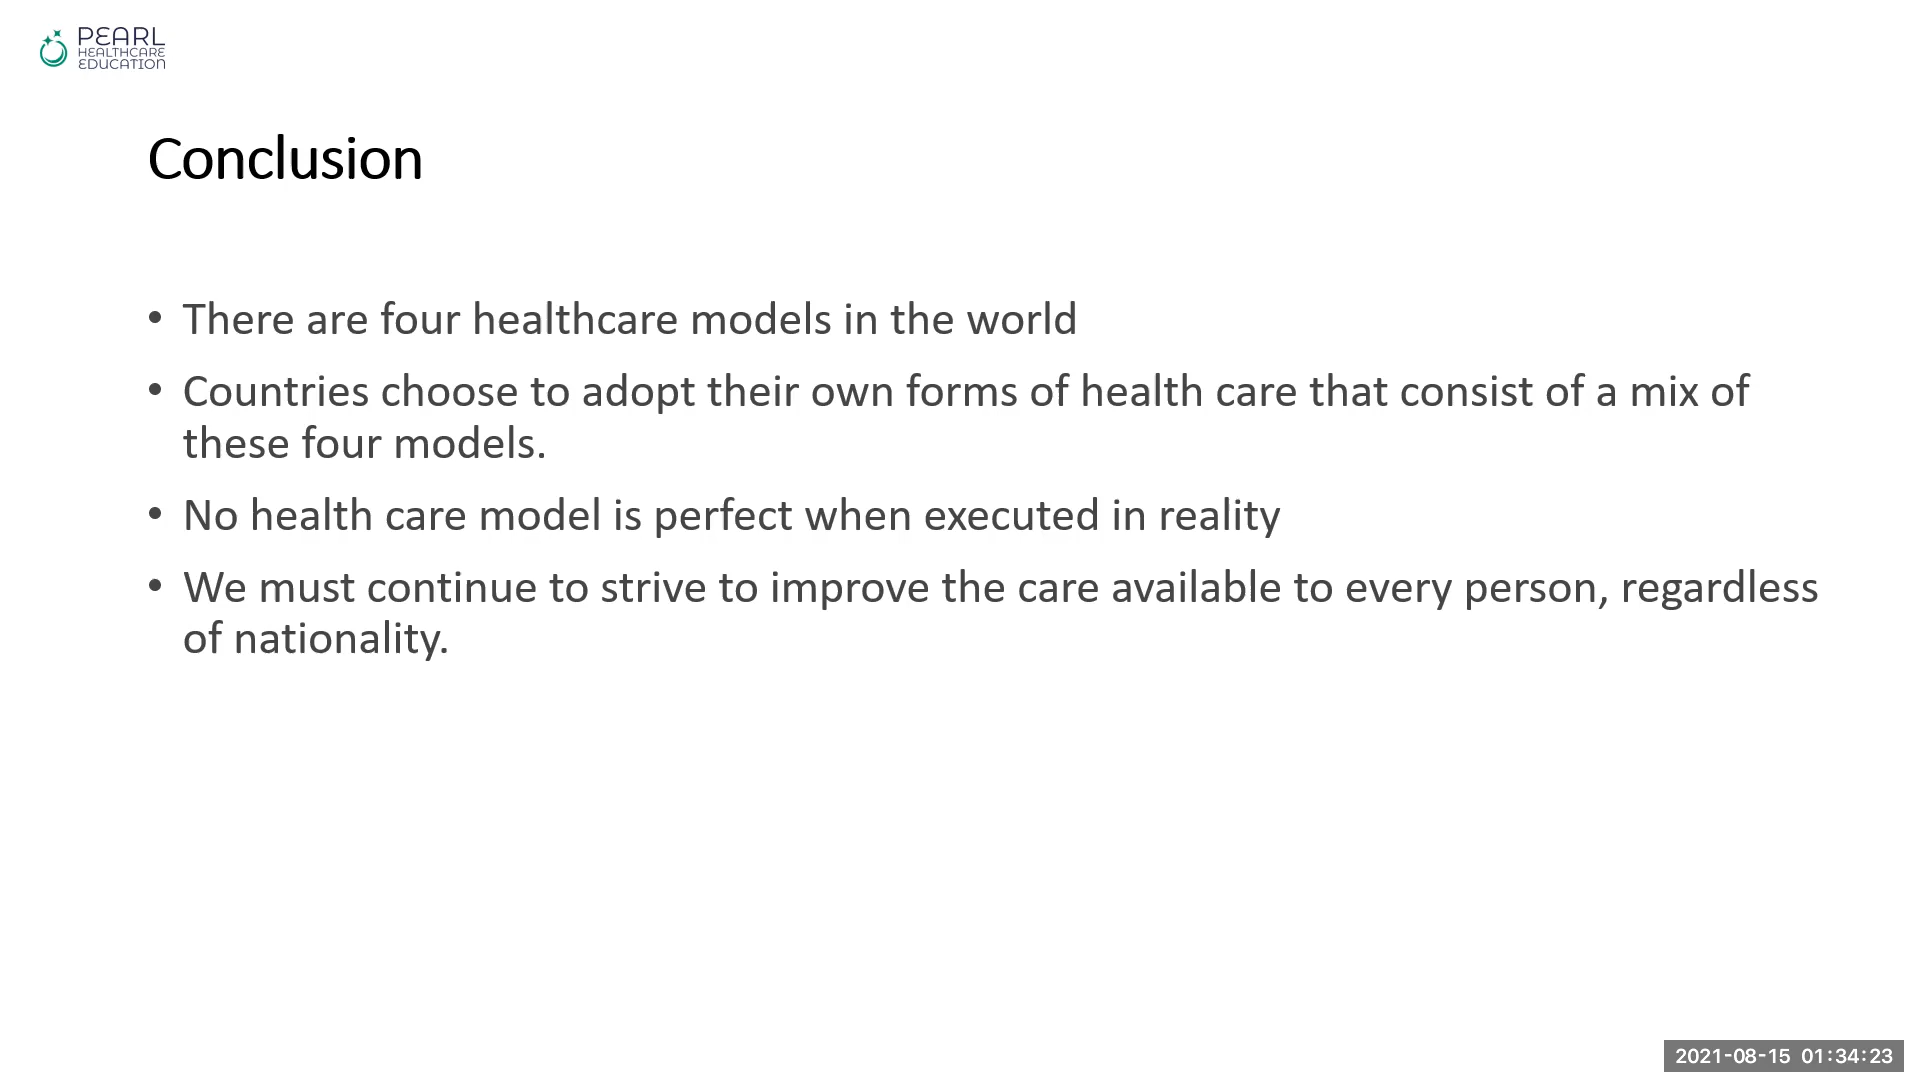 PEARL
HEALTHCARE
EDUCATION
Conclusion
• There are four healthcare models in the world
• Countries choose to adopt their own forms of health care that consist of a mix of
these four models.
• No health care model is perfect when executed in reality
• We must continue to strive to improve the care available to every person, regardless
of nationality.
2021-08-15 01:34:23